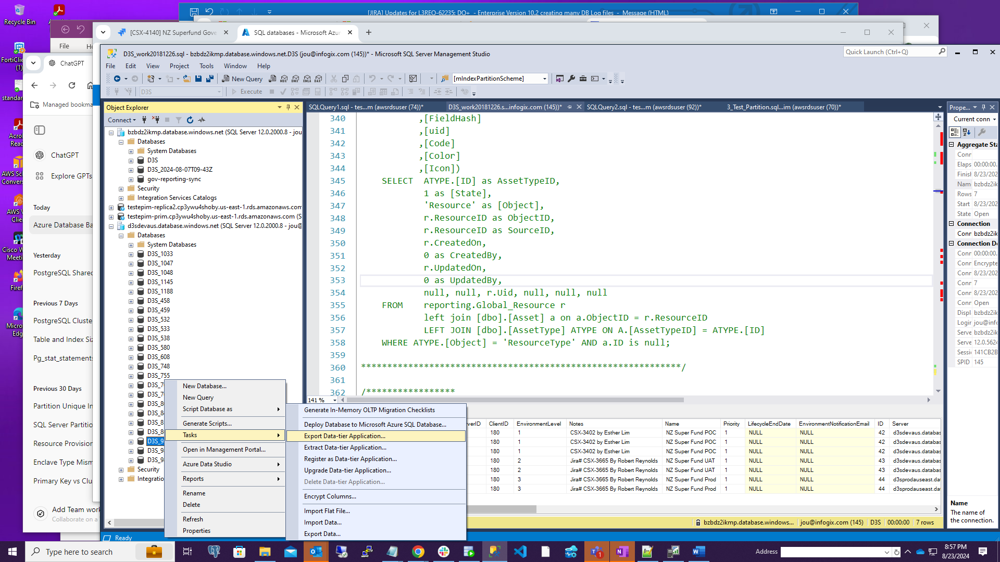 Recycle Bin
[JIRA] Updates for L3REQ-62235: DQ+ - Enterprise Version 10.2 creating many DB Log files - Message (HTML)
File
[CSX-4140] NZ Superfund Gove
SQL databases - Microsoft Azur
FortiClie
(1)
ChatGPT
D3S_work20181226.sql - bzbdz2ikmp.database.windows.net.D3S (jou@infogix.com (145))* - Microsoft SQL Server Management Studio
Quick Launch (Ctrl+Q)
File Edit View Project Tools Window Help
New Query
MDX DMX XMLA DAX
[mIndexPartitionScheme]
D3S
Execute
standar
Managed bookma
Object Explorer
SQLQuery1.sql - tes...m (awsrdsuser (74))*
D3S_work20181226.s...infogix.com (145))*
SQLQuery2.sql - tes...m (awsrdsuser (92))*
3_Test_Partition.sql...im (awsrdsuser (70))*
Prope...
Connect
Current conn
Acro
Read
AWS Sc
Conver
Cisco W
Meeti
Firef
Micro
Edg
ChatGPT
Explore GPTs
Today
Azure Database Ba
Yesterday
PostgreSQL Shared
Previous 7 Days
PostgreSQL Cluste
Table and Index Siz
Pg_stat_statements
Previous 30 Days
Partition Unique In
SQL Server Partition
Resource Provision
Enclave Type Mism
Primary Key vs Clu
Add Team work
Collaborate on a
bzbdz2ikmp.database.windows.net (SQL Server 12.0.2000.8 - jou
Databases
System Databases
D3S
D3S_2024-08-07T09-43Z
gov-reporting-sync
Security
Integration Services Catalogs
testepim-replica2.cp3ywu4shoby.us-east-1.rds.amazonaws.com
testepim-prim.cp3ywu4shoby.us-east-1.rds.amazonaws.com (S
d3sdevaus.database.windows.net (SQL Server 12.0.2000.8 - jou@
Databases
System Databases
D3S_1033
D3S_1047
D3S_1048
D3S_1145
D3S_1188
D3S_458
D3S_459
D3S_532
D3S_533
D3S_538
D3S_580
D3S_608
D3S_748
D3S_755
Security
Integratio
340 ,[FieldHash]
341 ,[uid]
342 ,[Code]
343 ,[Color]
344 ,[Icon])
345 SELECT ATYPE.[ID] as AssetTypeID,
346 1 as [State],
347 'Resource' as [Object],
348 r.ResourceID as ObjectID,
349 r.ResourceID as SourceID,
350 r.CreatedOn,
351 0 as CreatedBy,
352 r.UpdatedOn,
353 0 as UpdatedBy,
354 null, null, r.Uid, null, null, null
355 FROM reporting.Global_Resource r
356 left join [dbo].[Asset] a on a.ObjectID = r.ResourceID
357 LEFT JOIN [dbo].[AssetType] ATYPE ON A.[AssetTypeID] = ATYPE.[ID]
358 WHERE ATYPE.[Object] = 'ResourceType' AND a.ID is null;
359
360 *************************************************************/
361
362 /*****************
141 %
New Database...
New Query
Script Database as
Generate Scripts...
Tasks
Open in Management Portal...
Azure Data Studio
Reports
Rename
Delete
Refresh
Properties
Generate In-Memory OLTP Migration Checklists
Deploy Database to Microsoft Azure SQL Database...
Export Data-tier Application...
Extract Data-tier Application...
Register as Data-tier Application...
Upgrade Data-tier Application...
Delete Data-tier Application...
Encrypt Columns...
Import Flat File...
Import Data...
Export Data...
verID ClientID EnvironmentLevel Notes Name Priority LifecycleEndDate EnvironmentNotificationEmail ID Server
180 1 CSX-3402 by Esther Lim NZ Super Fund POC 1 NULL NULL 42 d3sdevaus.databas
180 1 CSX-3402 by Esther Lim NZ Super Fund POC 1 NULL NULL 42 d3sdevaus.databas
180 1 CSX-3402 by Esther Lim NZ Super Fund POC 1 NULL NULL 42 d3sdevaus.databas
180 2 Jira# CSX-3665 By Robert Reynolds NZ Super Fund UAT 1 NULL NULL 43 d3sdevaus.databas
180 2 Jira# CSX-3665 By Robert Reynolds NZ Super Fund UAT 1 NULL NULL 43 d3sdevaus.databas
180 3 Jira# CSX-3665 By Robert Reynolds NZ Super Fund Prod 1 NULL NULL 44 d3sprodauseast.dat
180 3 Jira# CSX-3665 By Robert Reynolds NZ Super Fund Prod 1 NULL NULL 44 d3sprodauseast.dat
bzbdz2ikmp.database.windows... jou@infogix.com (145) D3S 00:00:00 7 rows
Aggregate Sta
Conr
Elaps 00:00:00.
Finish 8/23/202
Nam bzbdz2ik
Rows 7
Start 8/23/202
State Open
Connection
Conr bzbdz2ik
Connection De
Conr 00:00:00.
Conr Encrypte
Conr 8/23/202
Conr 7
Conr 8/23/202
Conr Open
Displ bzbdz2ik
Login jou@info
Serve bzbdz2ik
Serve 12.0.5624
Sessi 141CB2B
SPID 145
Name
The name of
the connection.
Ready
Type here to search
Address
8:57 PM
8/23/2024